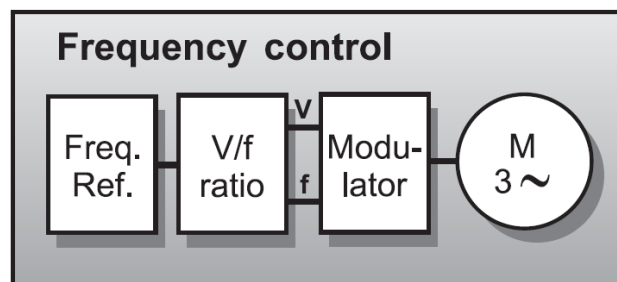 Frequency control
Freq.
Ref.
V/f
ratio
V
f
Modu-
lator
M
3 ~